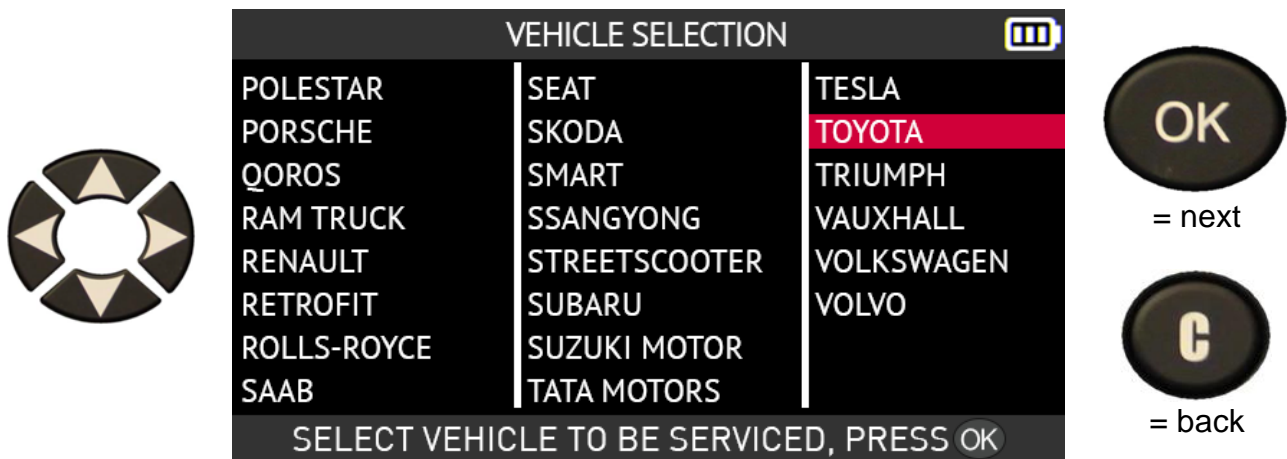 VEHICLE SELECTION
POLESTAR
PORSCHE
QOROS
RAM TRUCK
RENAULT
RETROFIT
ROLLS-ROYCE
SAAB
SEAT
SKODA
SMART
SSANGYONG
STREETSCOOTER
SUBARU
SUZUKI MOTOR
TATA MOTORS
TESLA
TOYOTA
TRIUMPH
VAUXHALL
VOLKSWAGEN
VOLVO
SELECT VEHICLE TO BE SERVICED, PRESS OK
OK
= next
C
= back